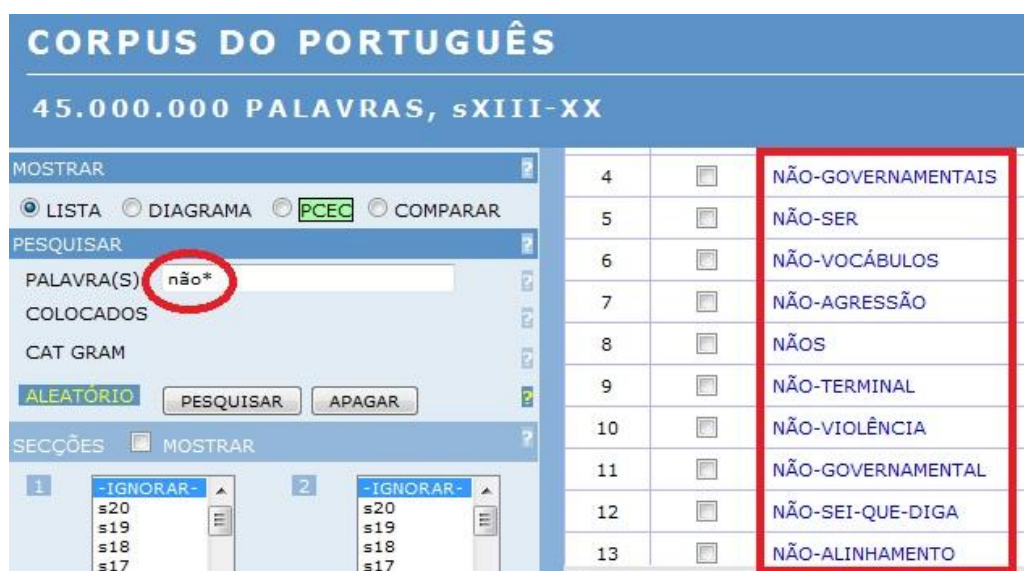 CORPUS DO PORTUGUÊS
45.000.000 PALAVRAS, sXIII-XX
MOSTRAR ?
LISTA DIAGRAMA PCEC COMPARAR
PESQUISAR ?
PALAVRA(S) não* ?
COLOCADOS ?
CAT GRAM ?
ALEATÓRIO PESQUISAR APAGAR ?
SECÇÕES MOSTRAR ?
1 -IGNORAR- 2 -IGNORAR-
s20 s20
s19 s19
s18 s18
s17 s17
4 NÃO-GOVERNAMENTAIS
5 NÃO-SER
6 NÃO-VOCÁBULOS
7 NÃO-AGRESSÃO
8 NÃOS
9 NÃO-TERMINAL
10 NÃO-VIOLÊNCIA
11 NÃO-GOVERNAMENTAL
12 NÃO-SEI-QUE-DIGA
13 NÃO-ALINHAMENTO